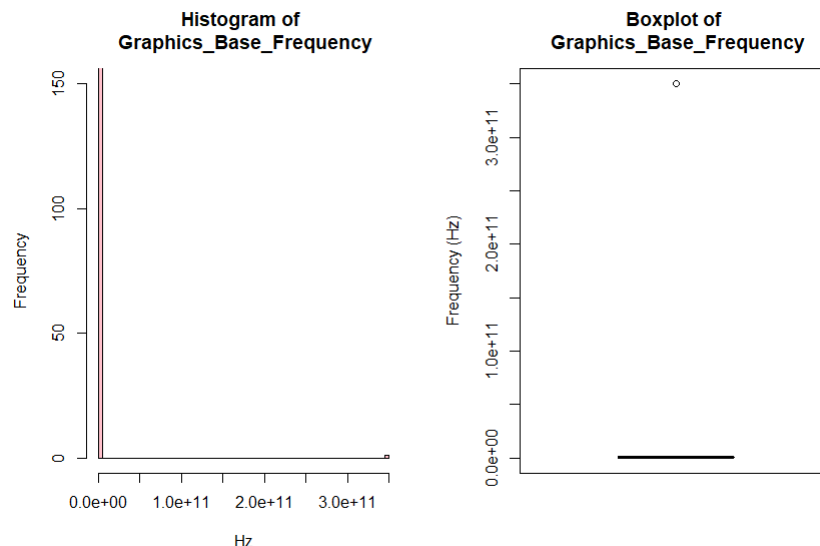 Histogram of
Graphics_Base_Frequency
Frequency
150
100
50
0
0.0e+00 1.0e+11 2.0e+11 3.0e+11
Hz
Boxplot of
Graphics_Base_Frequency
Frequency (Hz)
3.0e+11
2.0e+11
1.0e+11
0.0e+00